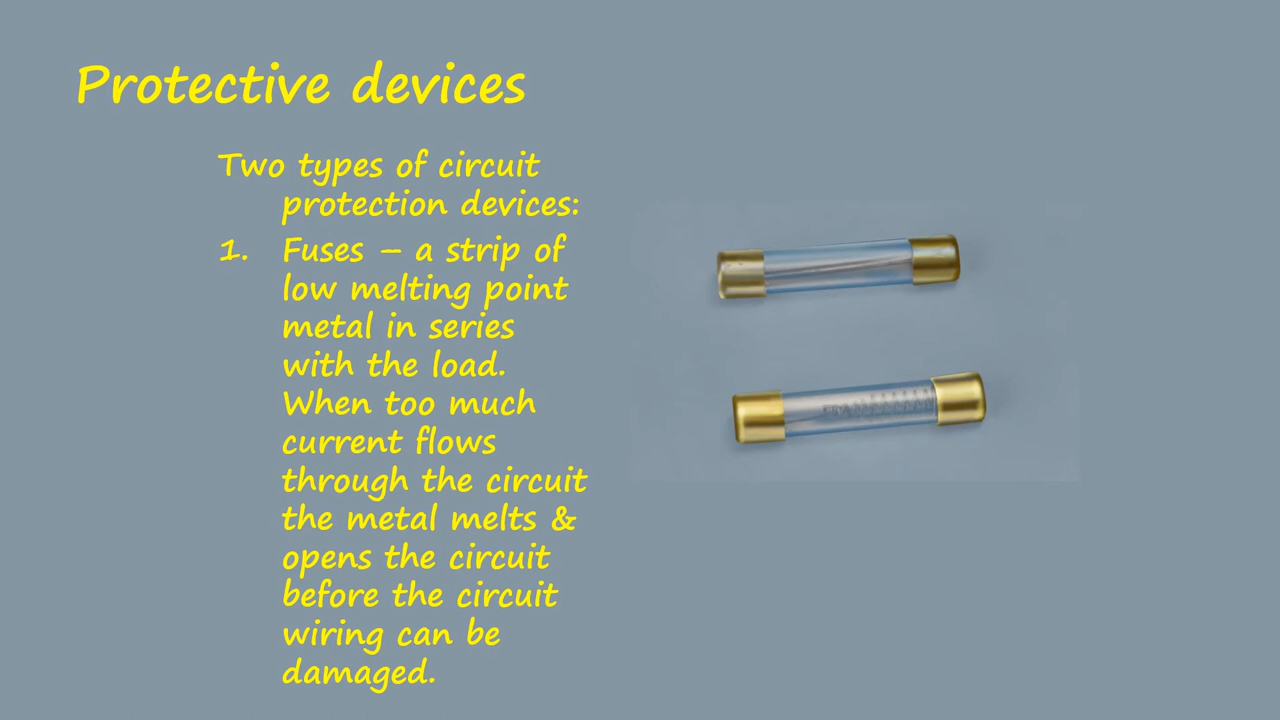 Protective devices
Two types of circuit
protection devices:
1. Fuses – a strip of
low melting point
metal in series
with the load.
When too much
current flows
through the circuit
the metal melts &
opens the circuit
before the circuit
wiring can be
damaged.